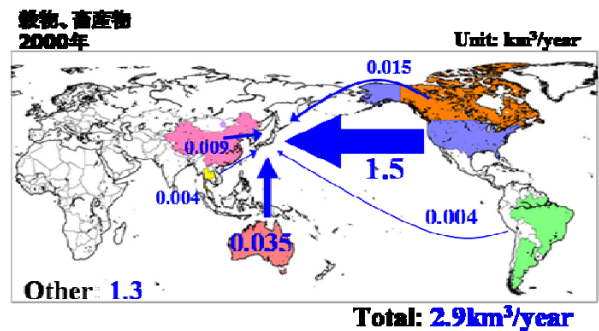 穀物、畜産物
2000年
Unit: km³/year
0.015
0.009
1.5
0.004
0.004
0.035
Other: 1.3
Total: 2.9km³/year